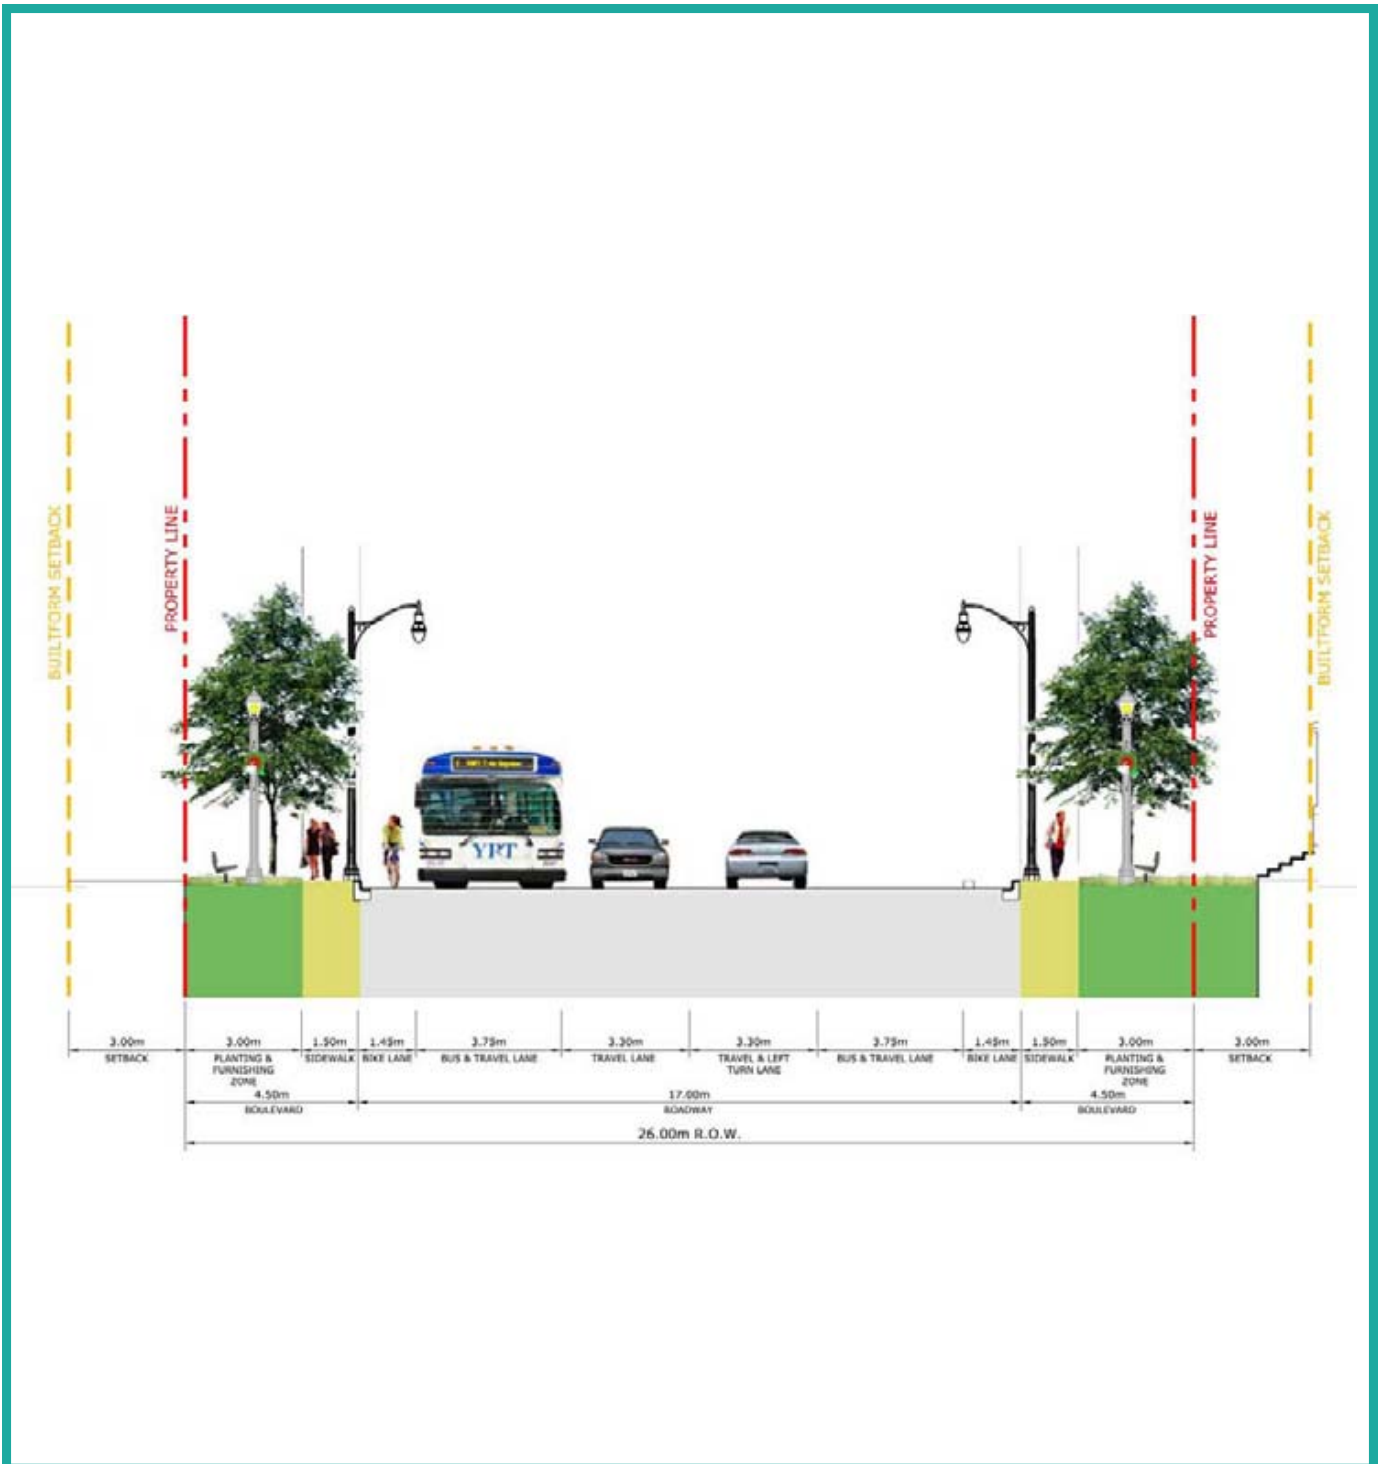 BUILTFORM SETBACK
PROPERTY LINE
PROPERTY LINE
BUILTFORM SETBACK
YRT
3.00m
3.00m
1.50m
1.45m
3.75m
3.30m
3.30m
3.75m
1.45m
1.50m
3.00m
3.00m
SETBACK
PLANTING &
FURNISHING
ZONE
SIDEWALK
BIKE LANE
BUS & TRAVEL LANE
TRAVEL LANE
TRAVEL & LEFT
TURN LANE
BUS & TRAVEL LANE
BIKE LANE
SIDEWALK
PLANTING &
FURNISHING
ZONE
SETBACK
4.50m
17.00m
4.50m
BOULEVARD
ROADWAY
BOULEVARD
26.00m R.O.W.